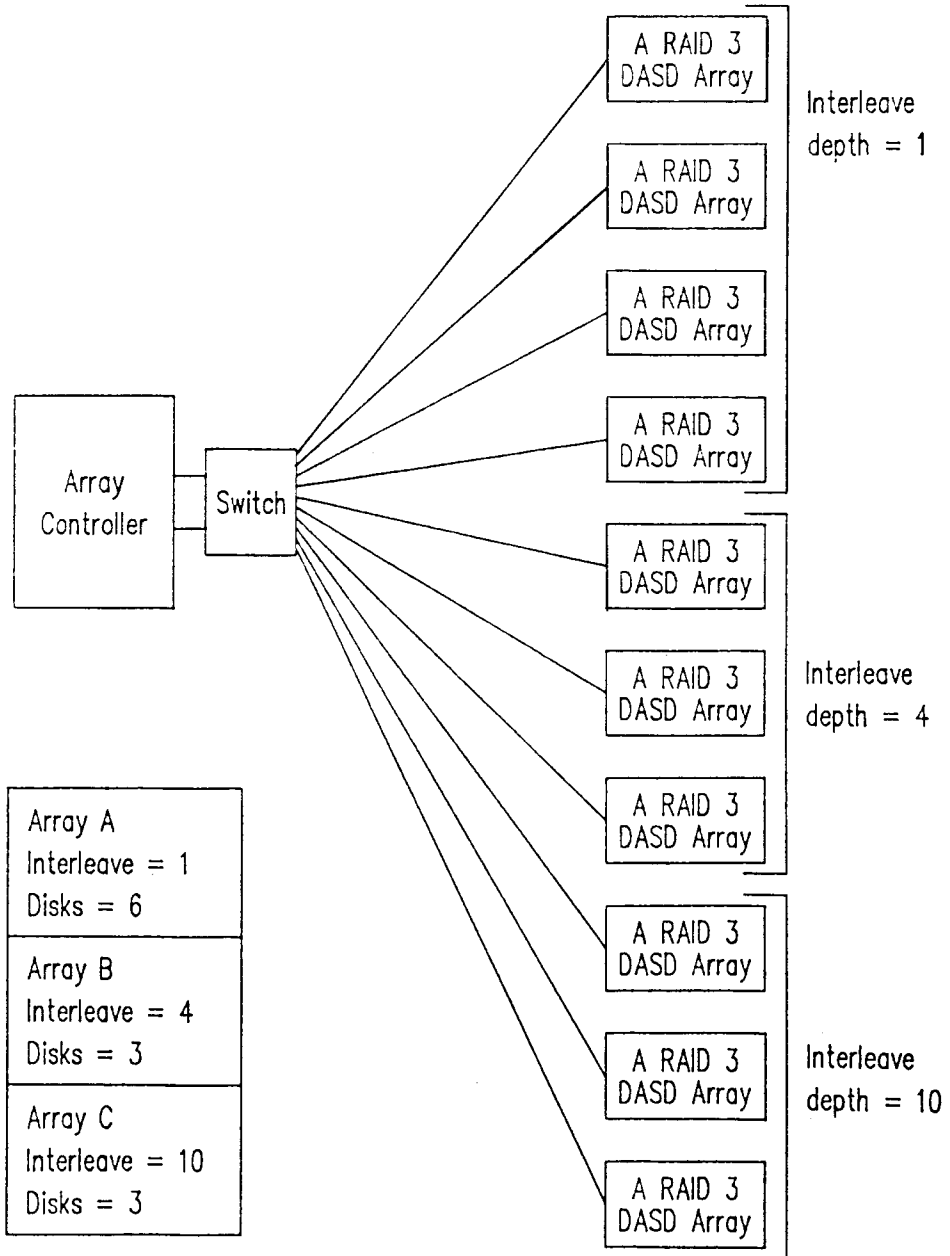 A RAID 3
DASD Array
A RAID 3
DASD Array
A RAID 3
DASD Array
A RAID 3
DASD Array
Interleave
depth = 1
Array
Controller
Switch
A RAID 3
DASD Array
A RAID 3
DASD Array
A RAID 3
DASD Array
Interleave
depth = 4
A RAID 3
DASD Array
A RAID 3
DASD Array
A RAID 3
DASD Array
Interleave
depth = 10
Array A
Interleave = 1
Disks = 6
Array B
Interleave = 4
Disks = 3
Array C
Interleave = 10
Disks = 3